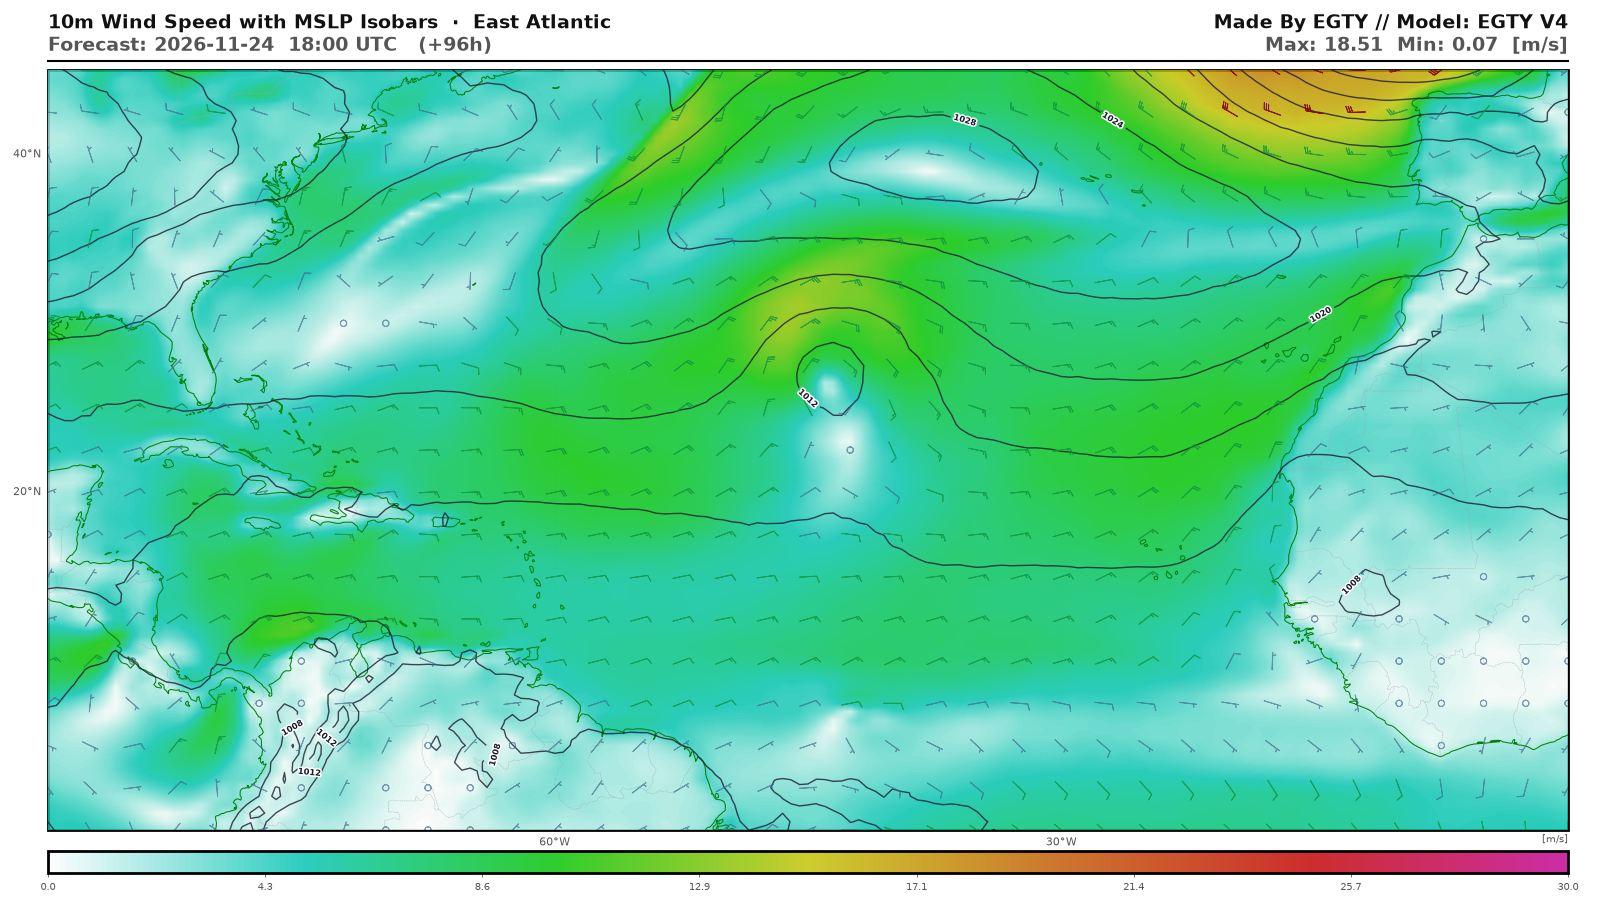 10m Wind Speed with MSLP Isobars · East Atlantic
Made By EGTY // Model: EGTY V4
Forecast: 2026-11-24 18:00 UTC (+96h)
Max: 18.51 Min: 0.07 [m/s]
1028
1024
40°N
1020
1012
20°N
1008
1008
1012
1008
1012
60°W
30°W
[m/s]
0.0
4.3
8.6
12.9
17.1
21.4
25.7
30.0